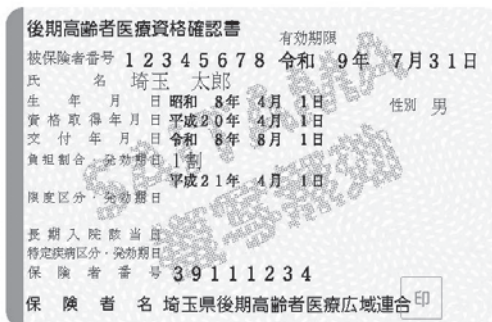 後期高齢者医療資格確認書
有効期限
被保険者番号 12345678 令和 9年 7月31日
氏 名 埼玉 太郎
生年月日 昭和 8年 4月 1日 性別 男
資格取得年月日 平成20年 4月 1日
交付年月日 令和 8年 8月 1日
負担割合・発効期日 1割
平成21年 4月 1日
限度区分・発効期日
長期入院該当日
特定疾病区分・発効期日
保険者番号 39111234
保険者名 埼玉県後期高齢者医療広域連合 印
SAITAMA
複写無効